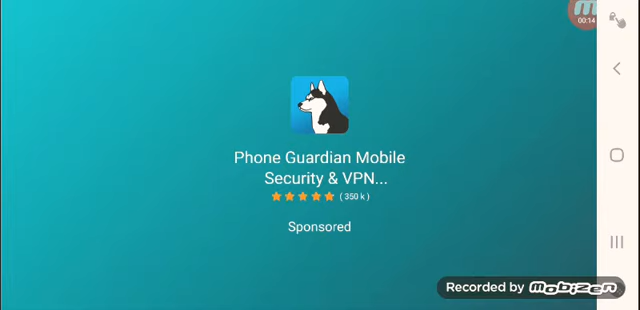 00:14
Phone Guardian Mobile
Security & VPN...
( 350 k )
Sponsored
Recorded by Mobizen